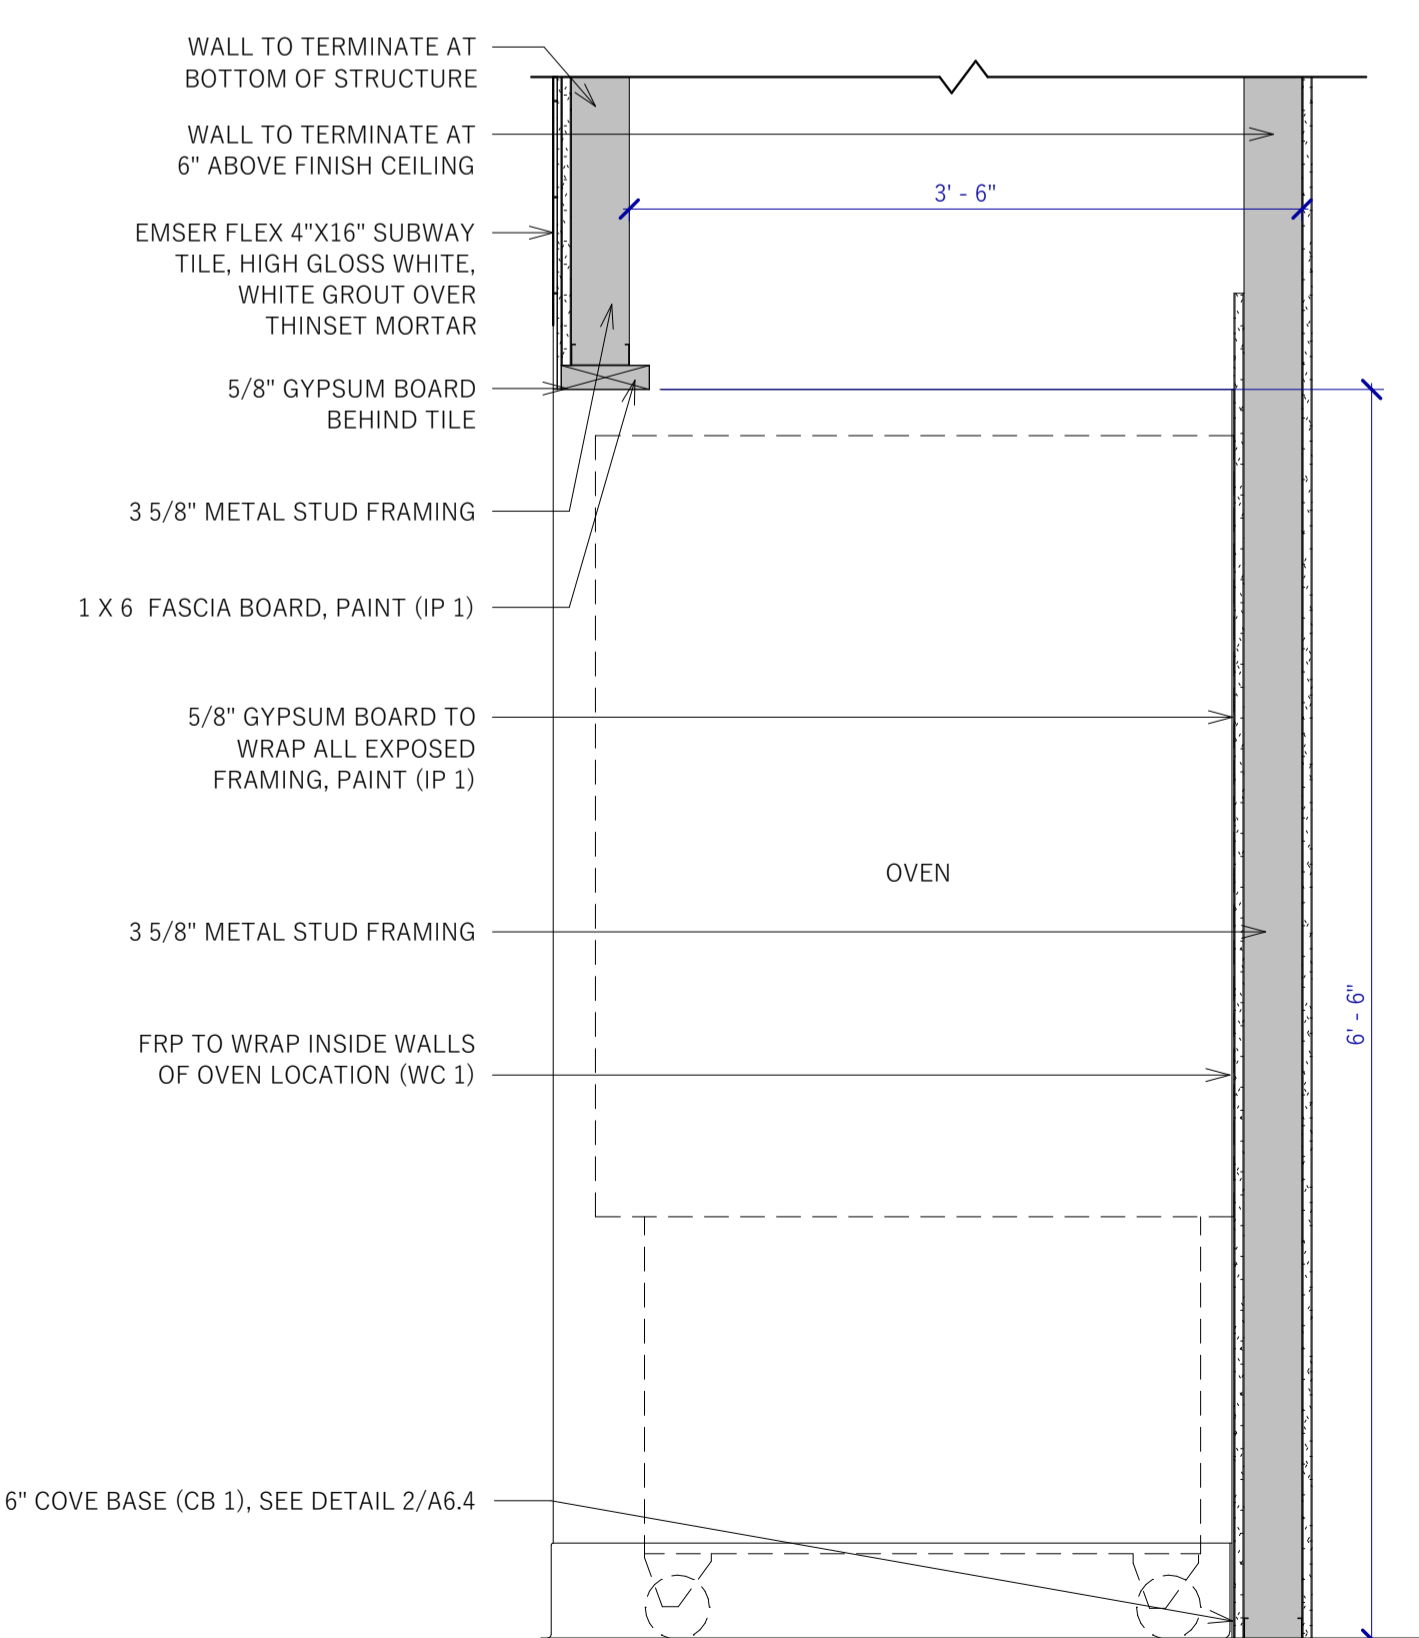 WALL TO TERMINATE AT
BOTTOM OF STRUCTURE
WALL TO TERMINATE AT
6" ABOVE FINISH CEILING
3' - 6"
EMSER FLEX 4"X16" SUBWAY
TILE, HIGH GLOSS WHITE,
WHITE GROUT OVER
THINSET MORTAR
5/8" GYPSUM BOARD
BEHIND TILE
3 5/8" METAL STUD FRAMING
1 X 6 FASCIA BOARD, PAINT (IP 1)
5/8" GYPSUM BOARD TO
WRAP ALL EXPOSED
FRAMING, PAINT (IP 1)
OVEN
3 5/8" METAL STUD FRAMING
6' - 6"
FRP TO WRAP INSIDE WALLS
OF OVEN LOCATION (WC 1)
6" COVE BASE (CB 1), SEE DETAIL 2/A6.4